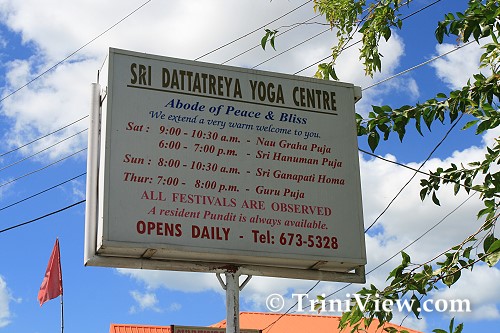 SRI DATTATREYA YOGA CENTRE
Abode of Peace & Bliss
We extend a very warm welcome to you.
Sat : 9:00 - 10:30 a.m. - Nau Graha Puja
6:00 - 7:00 p.m. - Sri Hanuman Puja
Sun : 8:00 - 10:30 a.m. - Sri Ganapati Homa
Thur: 7:00 - 8:00 p.m. - Guru Puja
ALL FESTIVALS ARE OBSERVED
A resident Pundit is always available.
OPENS DAILY - Tel: 673-5328
© www.TriniView.com